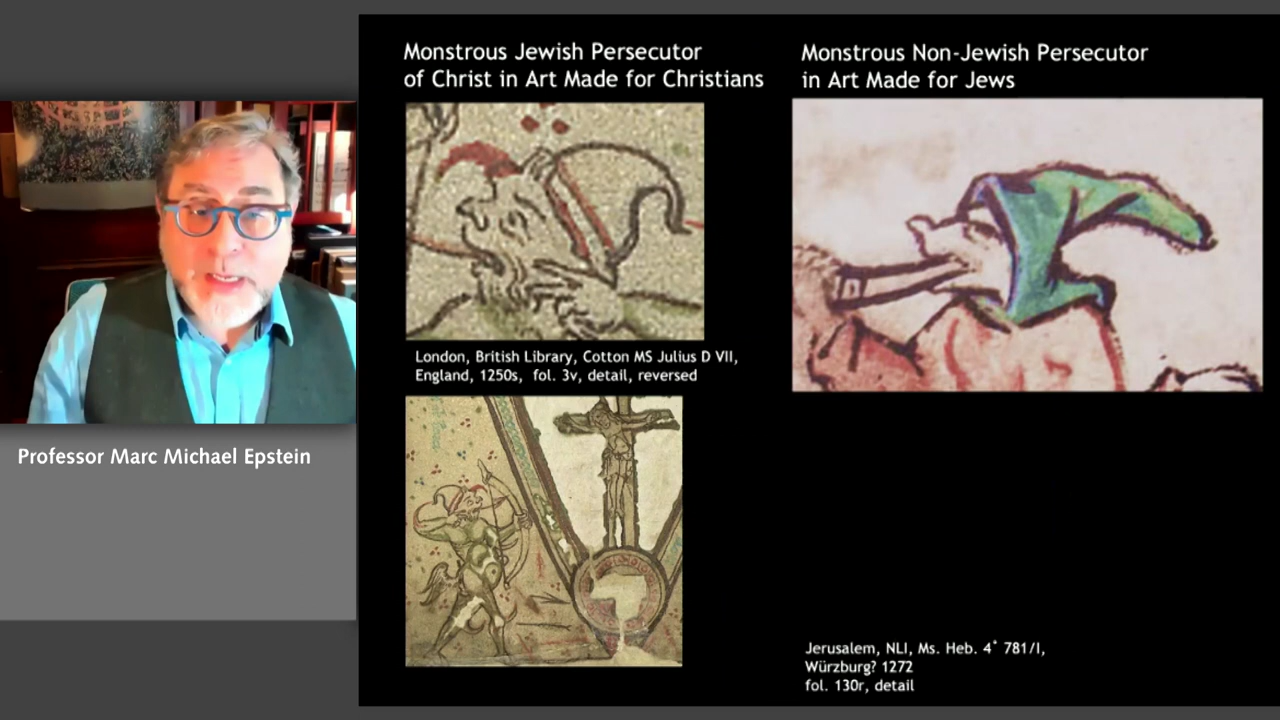 Monstrous Jewish Persecutor
of Christ in Art Made for Christians
London, British Library, Cotton MS Julius D VII,
England, 1250s, fol. 3v, detail, reversed
Monstrous Non-Jewish Persecutor
in Art Made for Jews
Jerusalem, NLI, Ms. Heb. 4° 781/I,
Würzburg? 1272
fol. 130r, detail
Professor Marc Michael Epstein